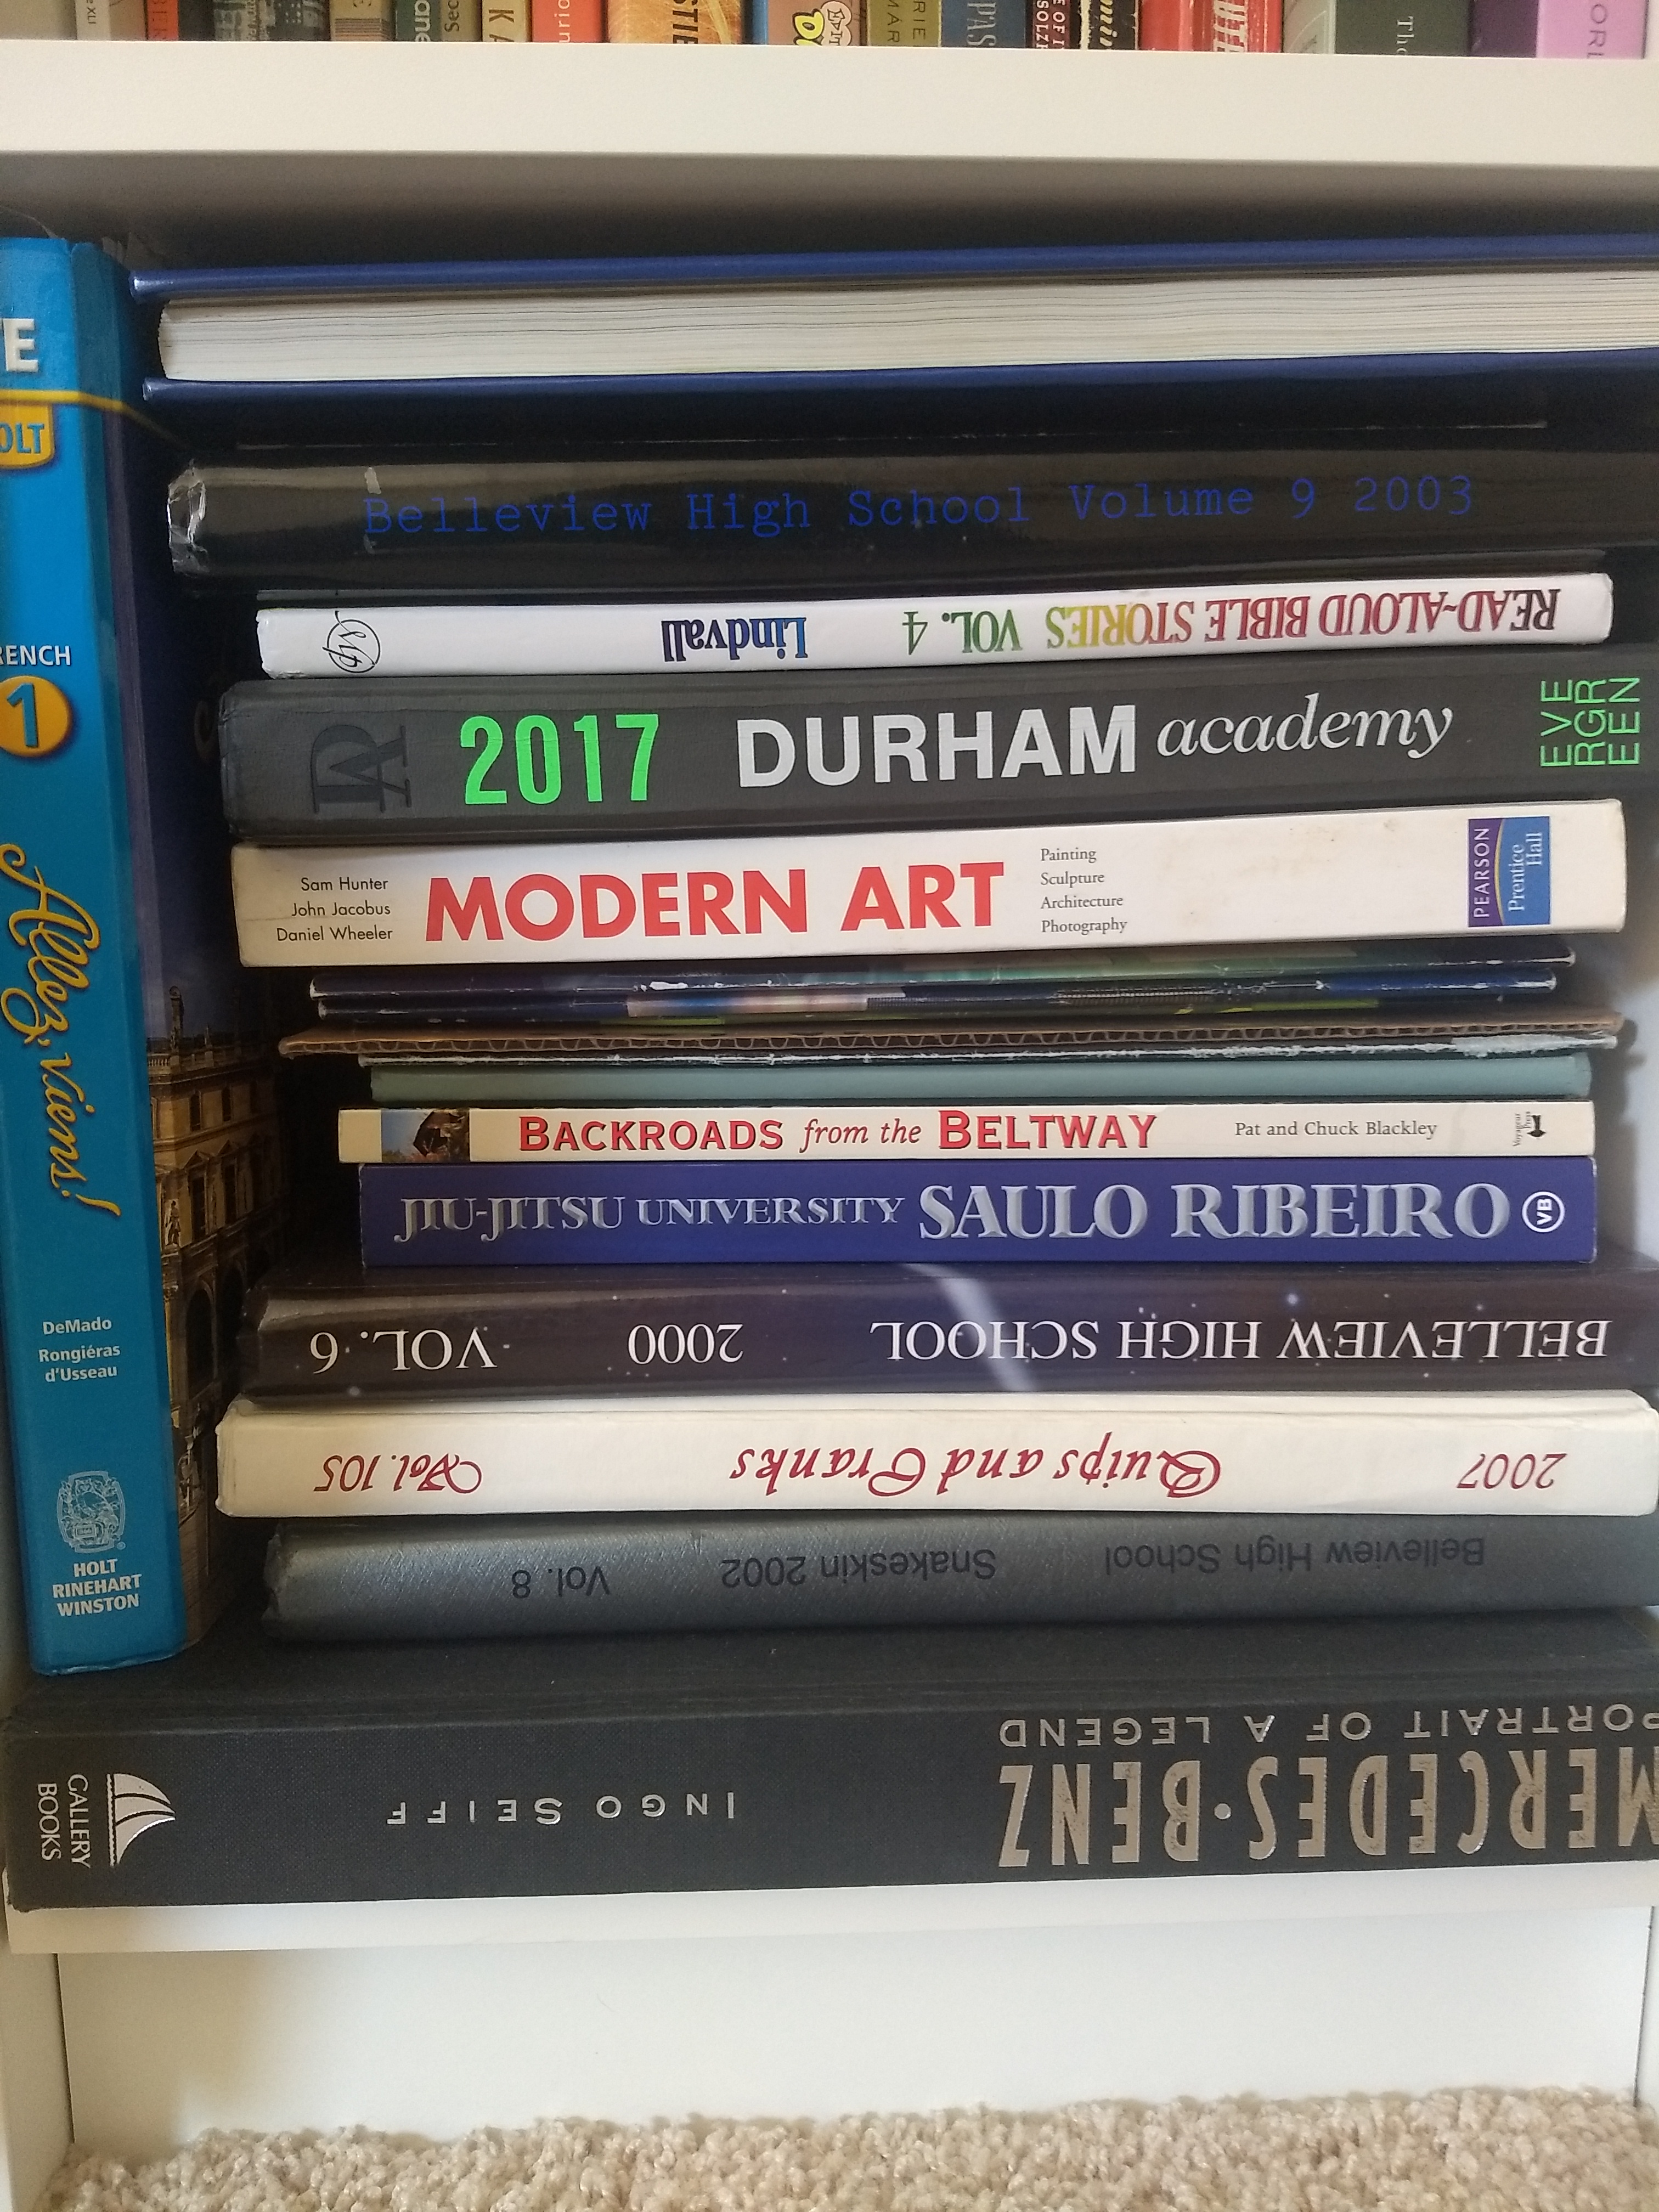 E
OLT
RENCH
1
Allez, viens!
DeMado
Rongiéras
d'Usseau
HOLT
RINEHART
WINSTON
Belleview High School Volume 9 2003
READ-ALOUD BIBLE STORIES VOL. 4 Lindvall
2017 DURHAM academy
EVE
RGR
EEN
Sam Hunter
John Jacobus
Daniel Wheeler
MODERN ART
Painting
Sculpture
Architecture
Photography
PEARSON
Prentice
Hall
BACKROADS from the BELTWAY Pat and Chuck Blackley
Voyageur Press
JIU-JITSU UNIVERSITY SAULO RIBEIRO VB
BELLEVIEW HIGH SCHOOL 2000 VOL. 6
2007 Quips and Cranks Vol. 105
Belleview High School Snakeskin 2002 Vol. 8
MERCEDES·BENZ
PORTRAIT OF A LEGEND
INGO SEIFF
GALLERY
BOOKS